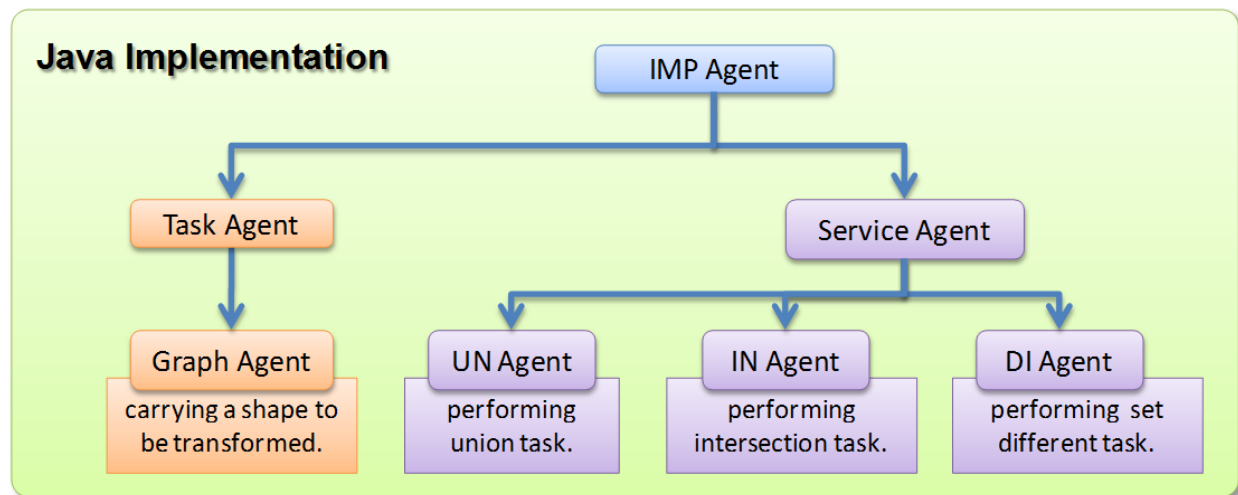 Java Implementation
IMP Agent
Task Agent
Service Agent
Graph Agent
carrying a shape to
be transformed.
UN Agent
performing
union task.
IN Agent
performing
intersection task.
DI Agent
performing set
different task.